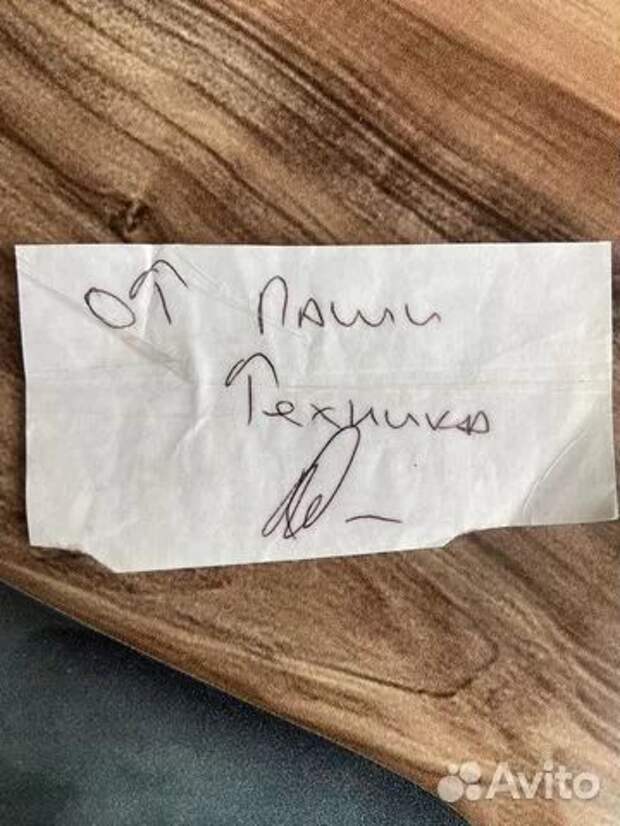 от Паши
Техника
Avito